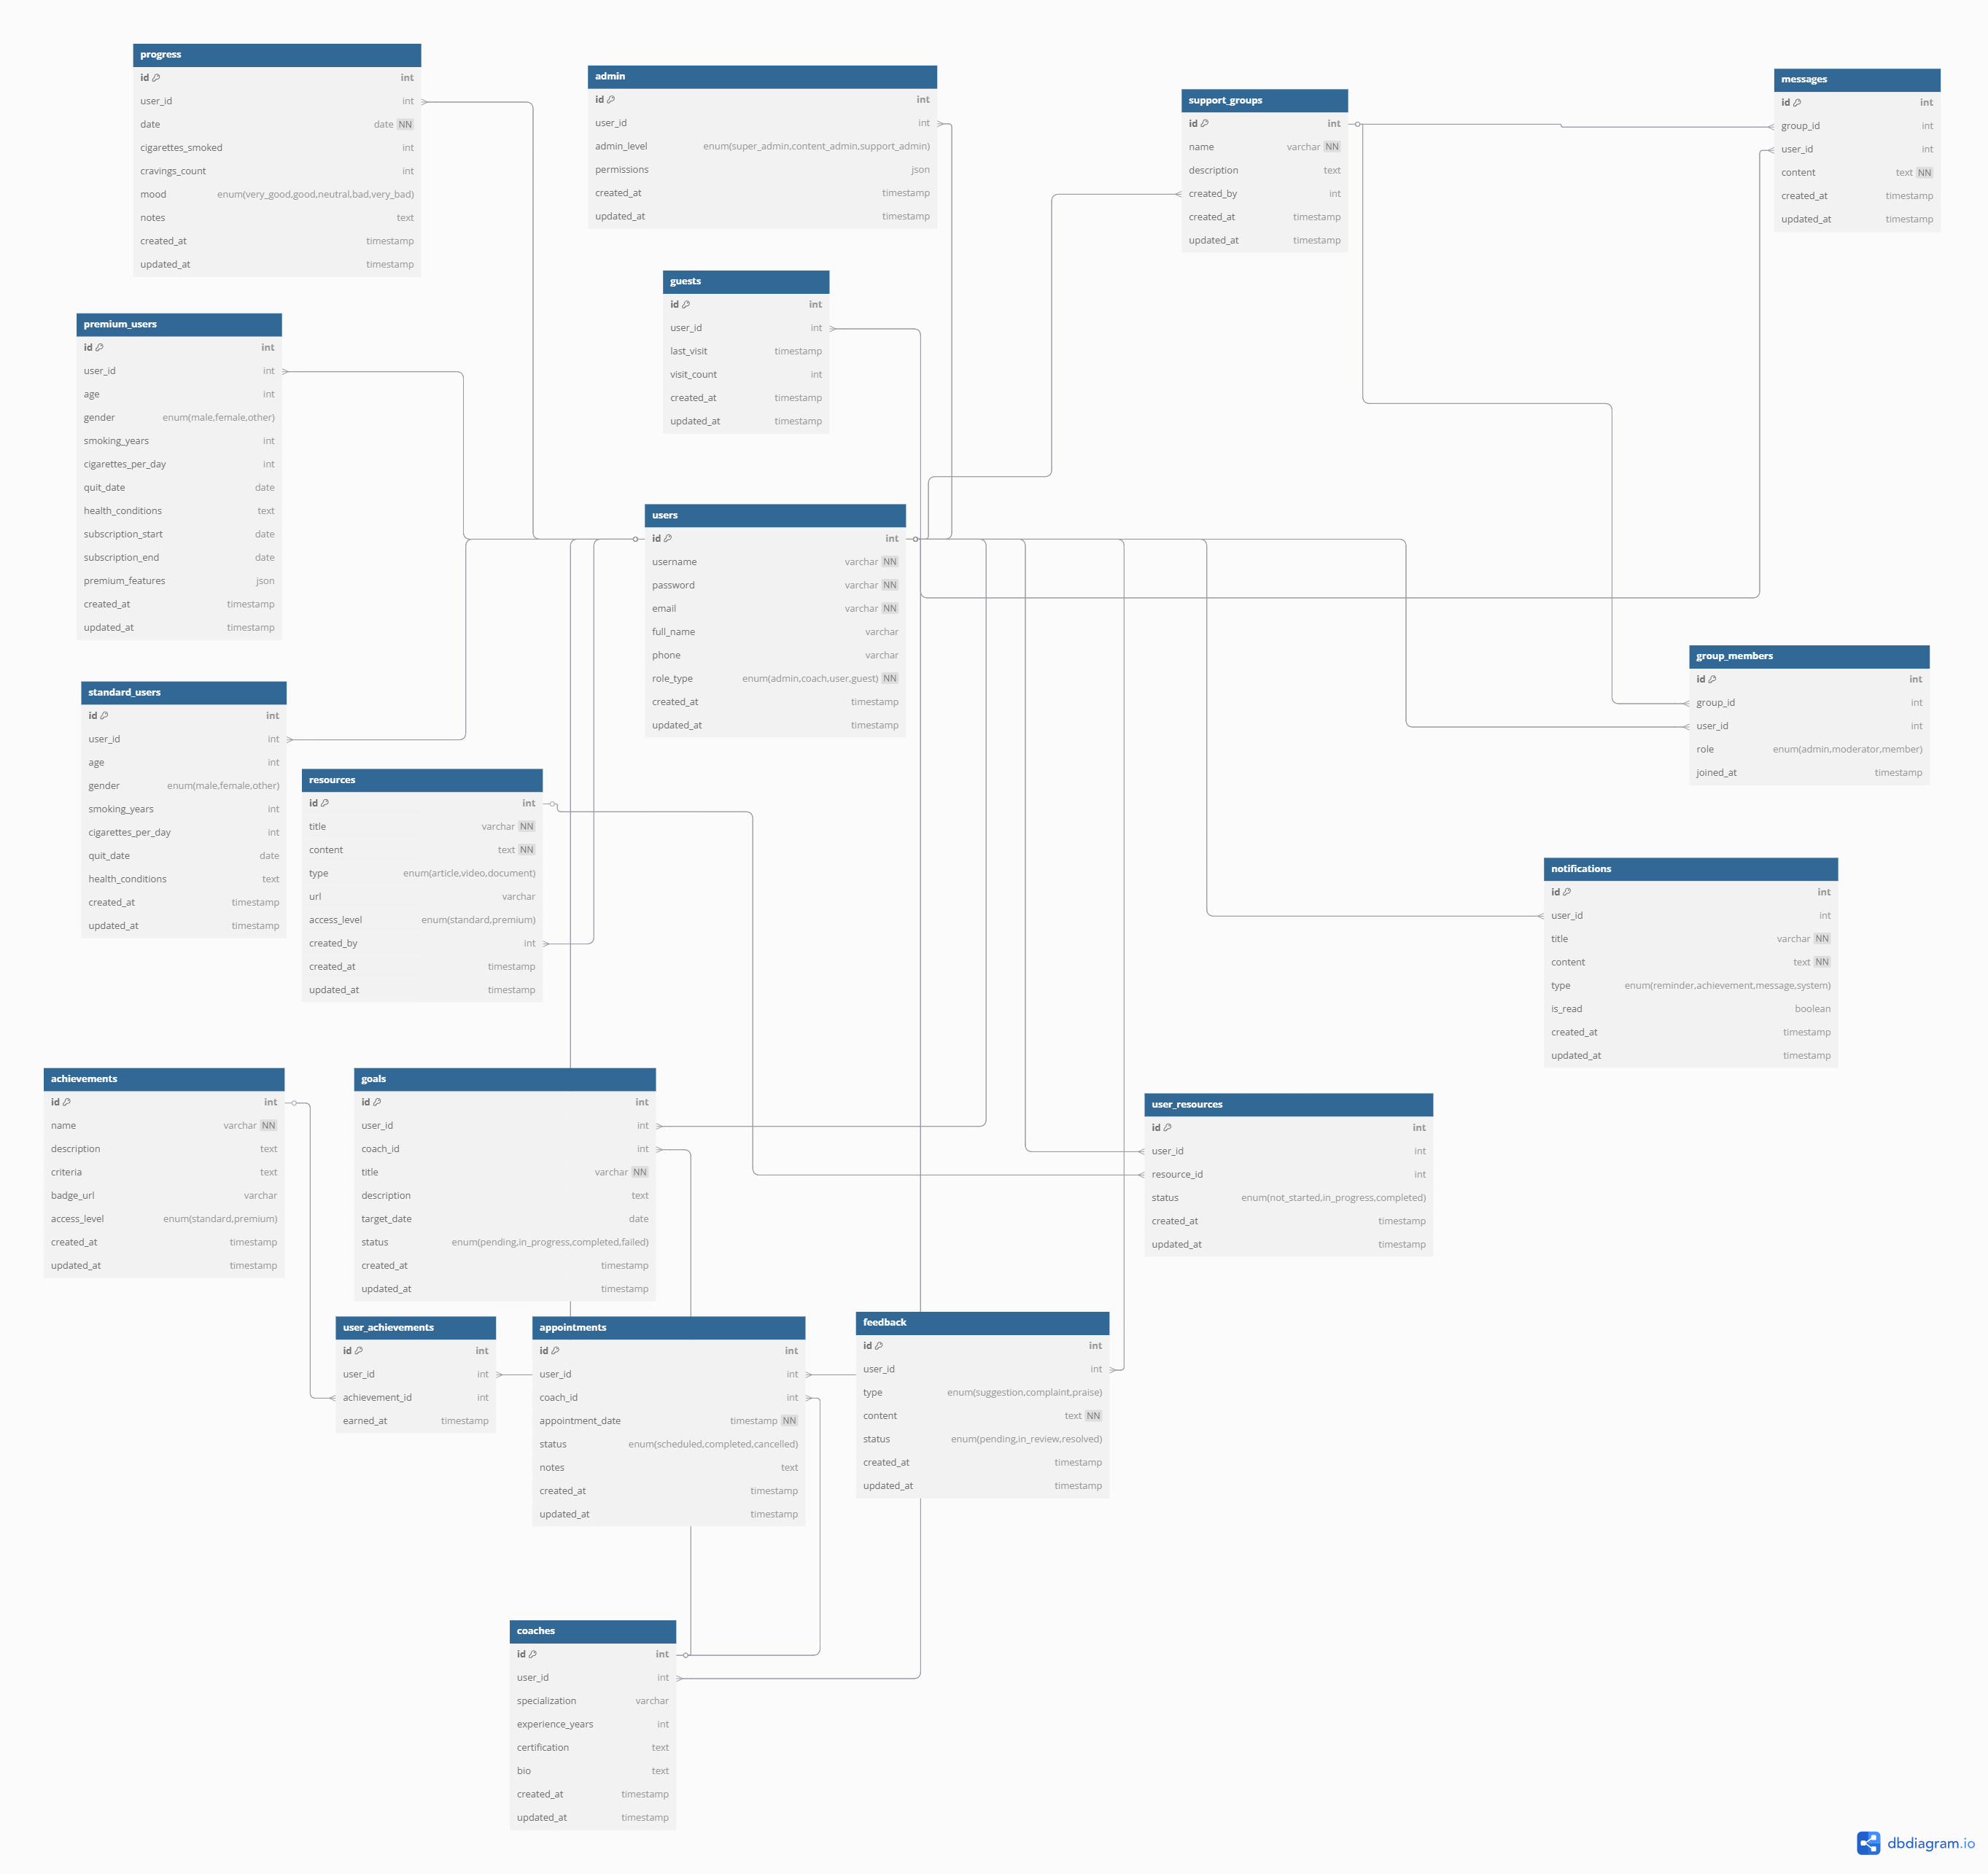 progress
id int
user_id int
date date NN
cigarettes_smoked int
cravings_count int
mood enum(very_good,good,neutral,bad,very_bad)
notes text
created_at timestamp
updated_at timestamp
admin
id int
user_id int
admin_level enum(super_admin,content_admin,support_admin)
permissions json
created_at timestamp
updated_at timestamp
support_groups
id int
name varchar NN
description text
created_by int
created_at timestamp
updated_at timestamp
messages
id int
group_id int
user_id int
content text NN
created_at timestamp
updated_at timestamp
guests
id int
user_id int
last_visit timestamp
visit_count int
created_at timestamp
updated_at timestamp
premium_users
id int
user_id int
age int
gender enum(male,female,other)
smoking_years int
cigarettes_per_day int
quit_date date
health_conditions text
subscription_start date
subscription_end date
premium_features json
created_at timestamp
updated_at timestamp
users
id int
username varchar NN
password varchar NN
email varchar NN
full_name varchar
phone varchar
role_type enum(admin,coach,user,guest) NN
created_at timestamp
updated_at timestamp
group_members
id int
group_id int
user_id int
role enum(admin,moderator,member)
joined_at timestamp
standard_users
id int
user_id int
age int
gender enum(male,female,other)
smoking_years int
cigarettes_per_day int
quit_date date
health_conditions text
created_at timestamp
updated_at timestamp
resources
id int
title varchar NN
content text NN
type enum(article,video,document)
url varchar
access_level enum(standard,premium)
created_by int
created_at timestamp
updated_at timestamp
notifications
id int
user_id int
title varchar NN
content text NN
type enum(reminder,achievement,message,system)
is_read boolean
created_at timestamp
updated_at timestamp
achievements
id int
name varchar NN
description text
criteria text
badge_url varchar
access_level enum(standard,premium)
created_at timestamp
updated_at timestamp
goals
id int
user_id int
coach_id int
title varchar NN
description text
target_date date
status enum(pending,in_progress,completed,failed)
created_at timestamp
updated_at timestamp
user_resources
id int
user_id int
resource_id int
status enum(not_started,in_progress,completed)
created_at timestamp
updated_at timestamp
user_achievements
id int
user_id int
achievement_id int
earned_at timestamp
appointments
id int
user_id int
coach_id int
appointment_date timestamp NN
status enum(scheduled,completed,cancelled)
notes text
created_at timestamp
updated_at timestamp
feedback
id int
user_id int
type enum(suggestion,complaint,praise)
content text NN
status enum(pending,in_review,resolved)
created_at timestamp
updated_at timestamp
coaches
id int
user_id int
specialization varchar
experience_years int
certification text
bio text
created_at timestamp
updated_at timestamp
dbdiagram.io